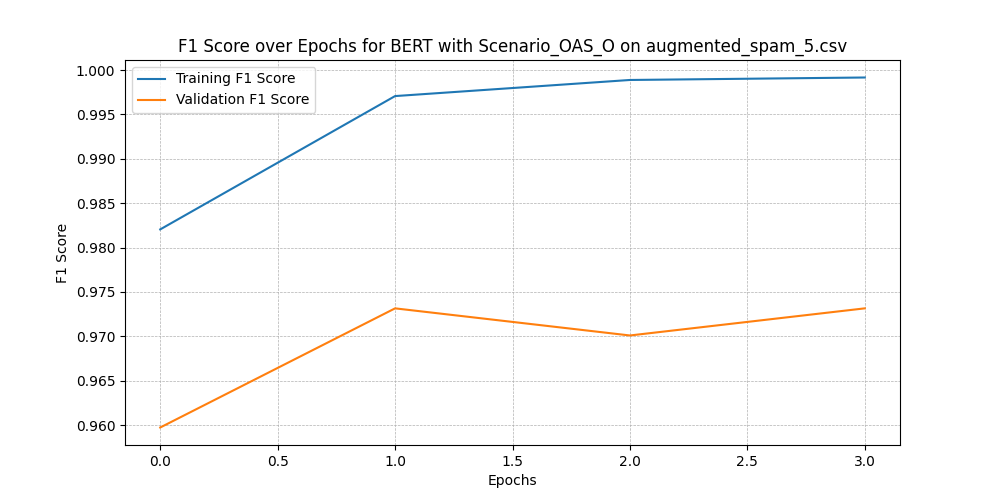 F1 Score over Epochs for BERT with Scenario_OAS_O on augmented_spam_5.csv
Training F1 Score
Validation F1 Score
F1 Score
1.000
0.995
0.990
0.985
0.980
0.975
0.970
0.965
0.960
0.0 0.5 1.0 1.5 2.0 2.5 3.0
Epochs